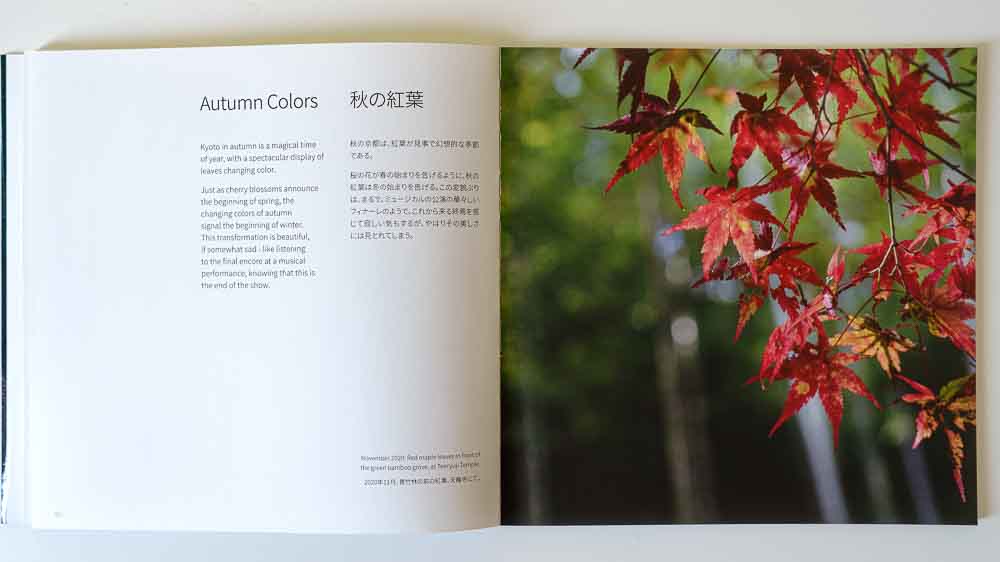 Autumn Colors
Kyoto in autumn is a magical time
of year, with a spectacular display of
leaves changing color.
Just as cherry blossoms announce
the beginning of spring, the
changing colors of autumn
signal the beginning of winter.
This transformation is beautiful,
if somewhat sad - like listening
to the final encore at a musical
performance, knowing that this is
the end of the show.
秋の紅葉
秋の京都は、紅葉が見事で幻想的な季節
である。
桜の花が春の始まりを告げるように、秋の
紅葉は冬の始まりを告げる。この変貌ぶり
は、まるで、ミュージカルの公演の華々しい
フィナーレのようで、これから来る終焉を感
じて寂しい気もするが、やはりその美しさ
には見とれてしまう。
November 2020: Red maple leaves in front of
the green bamboo grove, at Tenryuji Temple.
2020年11月、青竹林の前の紅葉、天龍寺にて。